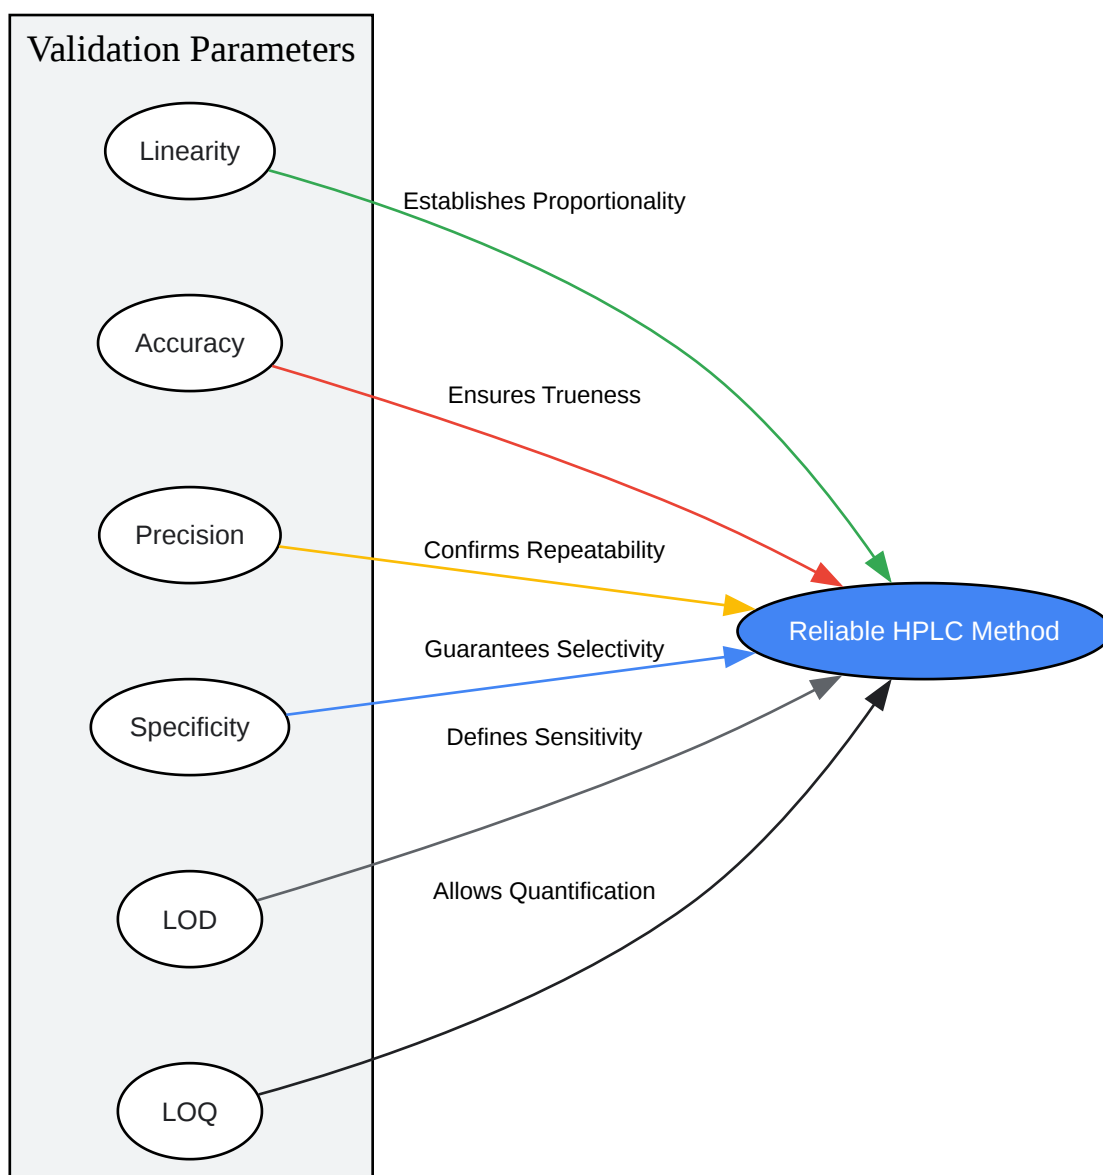 Validation Parameters
Linearity
Establishes Proportionality
Accuracy
Ensures Trueness
Precision
Confirms Repeatability
Reliable HPLC Method
Guarantees Selectivity
Specificity
Defines Sensitivity
LOD
Allows Quantification
LOQ